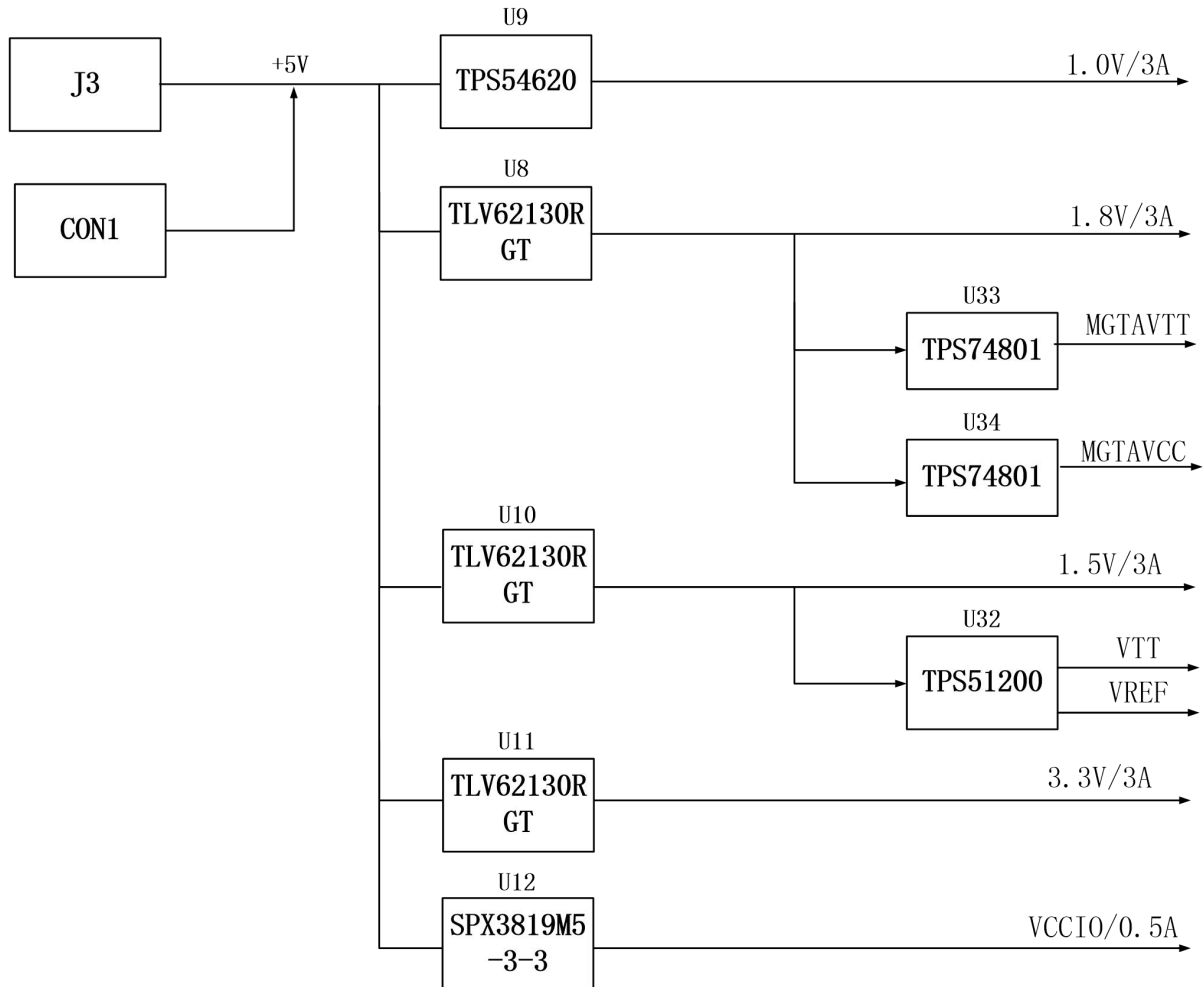 U9
J3
+5V
TPS54620
1.0V/3A
U8
CON1
TLV62130R
GT
1.8V/3A
U33
TPS74801
MGTAVTT
U34
TPS74801
MGTAVCC
U10
TLV62130R
GT
1.5V/3A
U32
TPS51200
VTT
VREF
U11
TLV62130R
GT
3.3V/3A
U12
SPX3819M5
-3-3
VCCIO/0.5A